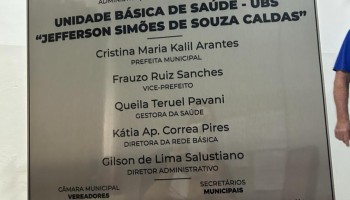 UNIDADE BÁSICA DE SAÚDE - UBS
"JEFFERSON SIMÕES DE SOUZA CALDAS"
Cristina Maria Kalil Arantes
PREFEITA MUNICIPAL
Frauzo Ruiz Sanches
VICE-PREFEITO
Queila Teruel Pavani
GESTORA DA SAÚDE
Kátia Ap. Correa Pires
DIRETORA DA REDE BÁSICA
Gilson de Lima Salustiano
DIRETOR ADMINISTRATIVO
CÂMARA MUNICIPAL SECRETÁRIOS
VEREADORES MUNICIPAIS